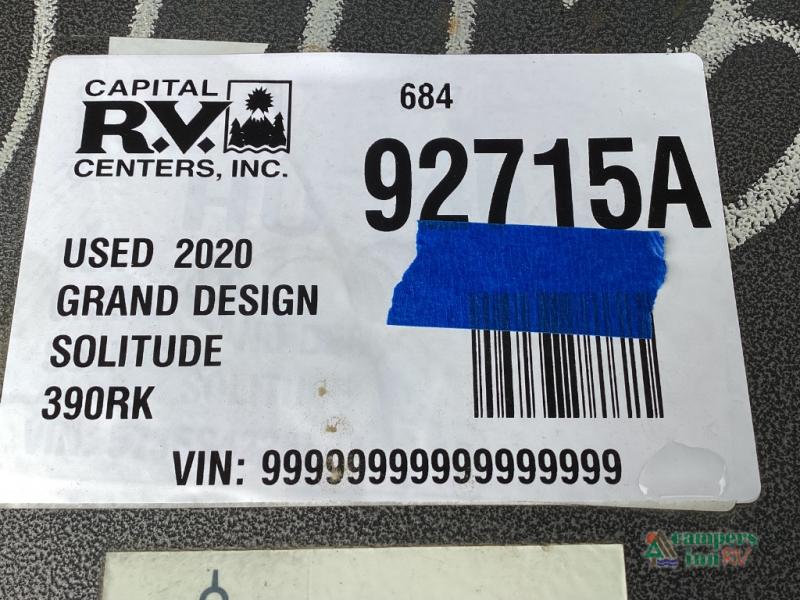 CAPITAL
R.V.
CENTERS, INC.
684
92715A
USED 2020
GRAND DESIGN
SOLITUDE
390RK
VIN: 99999999999999999
campers
inn RV